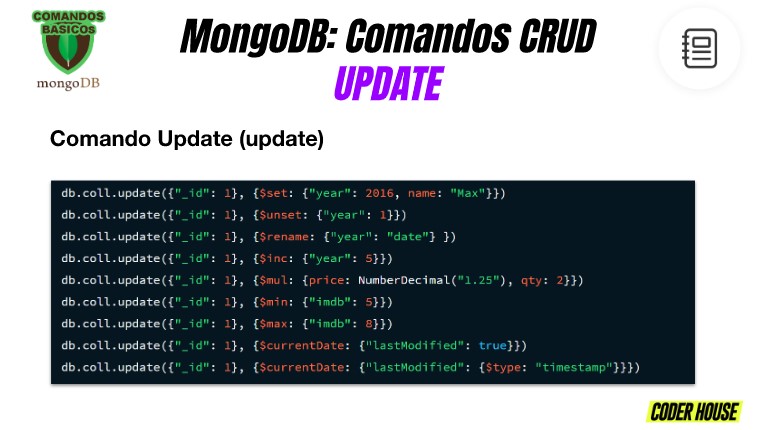 COMANDOS
BASICOS
mongoDB
MongoDB: Comandos CRUD
UPDATE
Comando Update (update)
db.coll.update({"_id": 1}, {$set: {"year": 2016, name: "Max"}})
db.coll.update({"_id": 1}, {$unset: {"year": 1}})
db.coll.update({"_id": 1}, {$rename: {"year": "date"} })
db.coll.update({"_id": 1}, {$inc: {"year": 5}})
db.coll.update({"_id": 1}, {$mul: {price: NumberDecimal("1.25"), qty: 2}})
db.coll.update({"_id": 1}, {$min: {"imdb": 5}})
db.coll.update({"_id": 1}, {$max: {"imdb": 8}})
db.coll.update({"_id": 1}, {$currentDate: {"lastModified": true}})
db.coll.update({"_id": 1}, {$currentDate: {"lastModified": {$type: "timestamp"}}})
CODER HOUSE